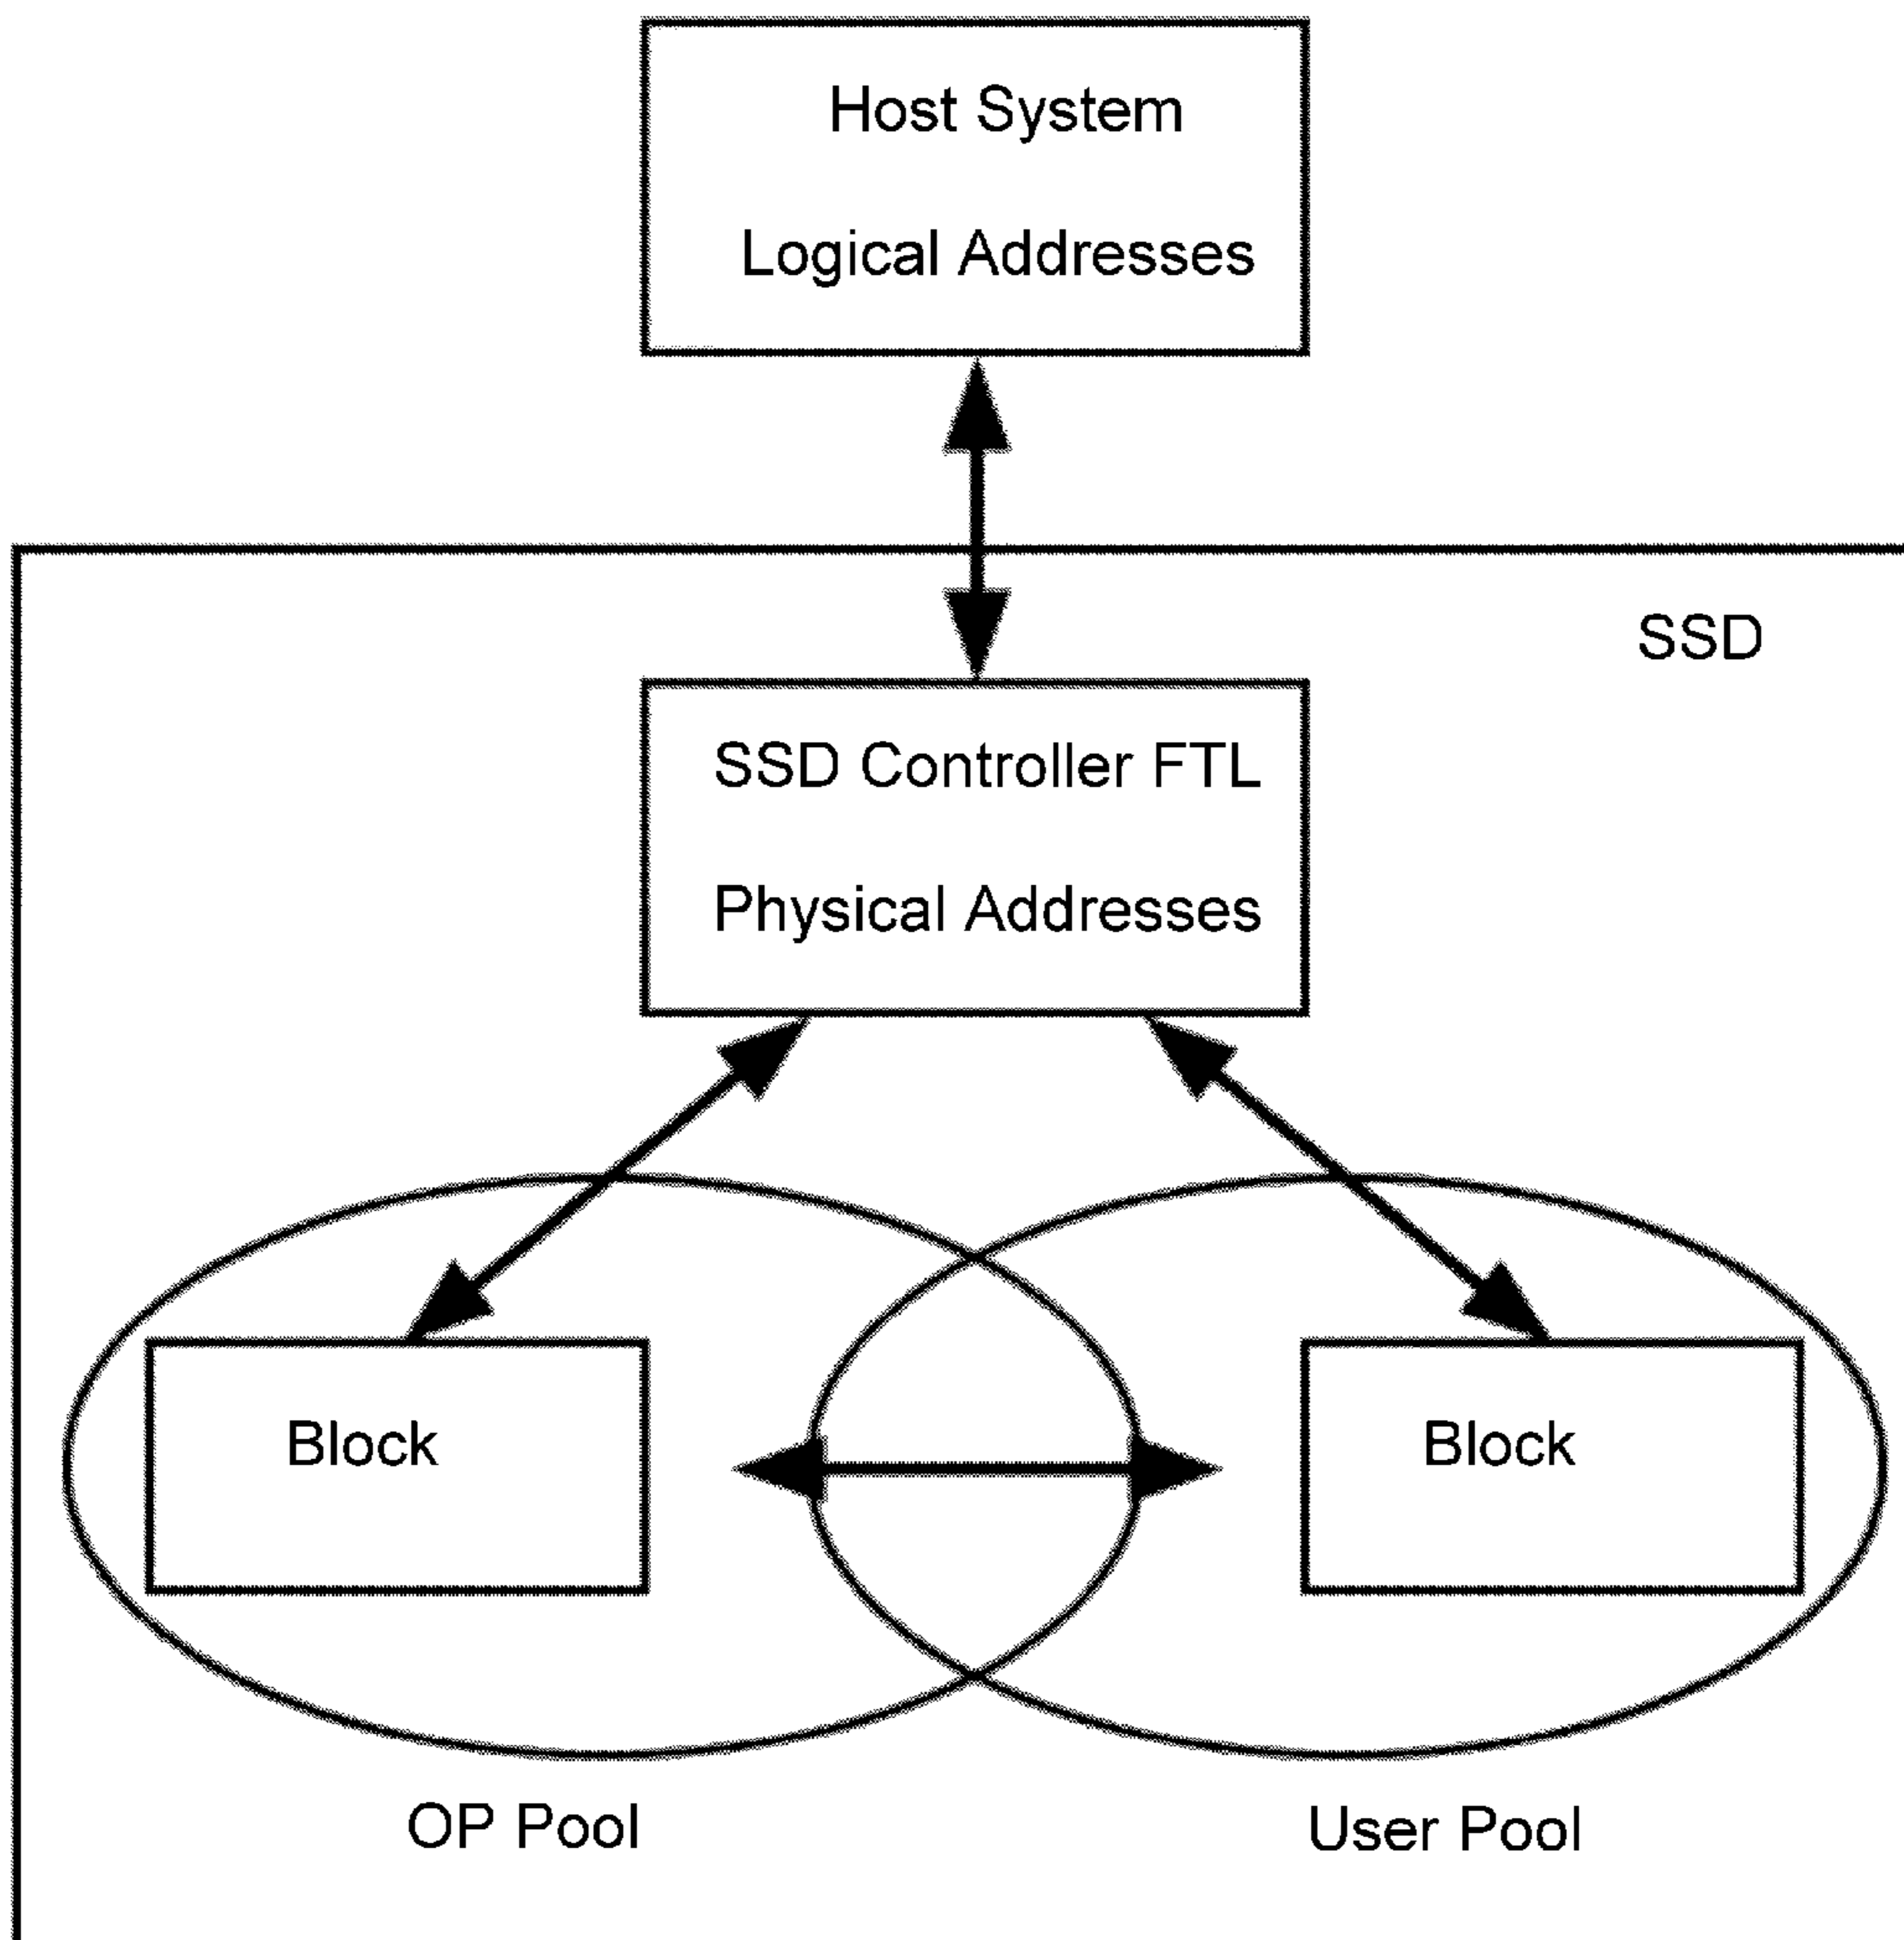 Host System
Logical Addresses
SSD
SSD Controller FTL
Physical Addresses
Block
Block
OP Pool
User Pool